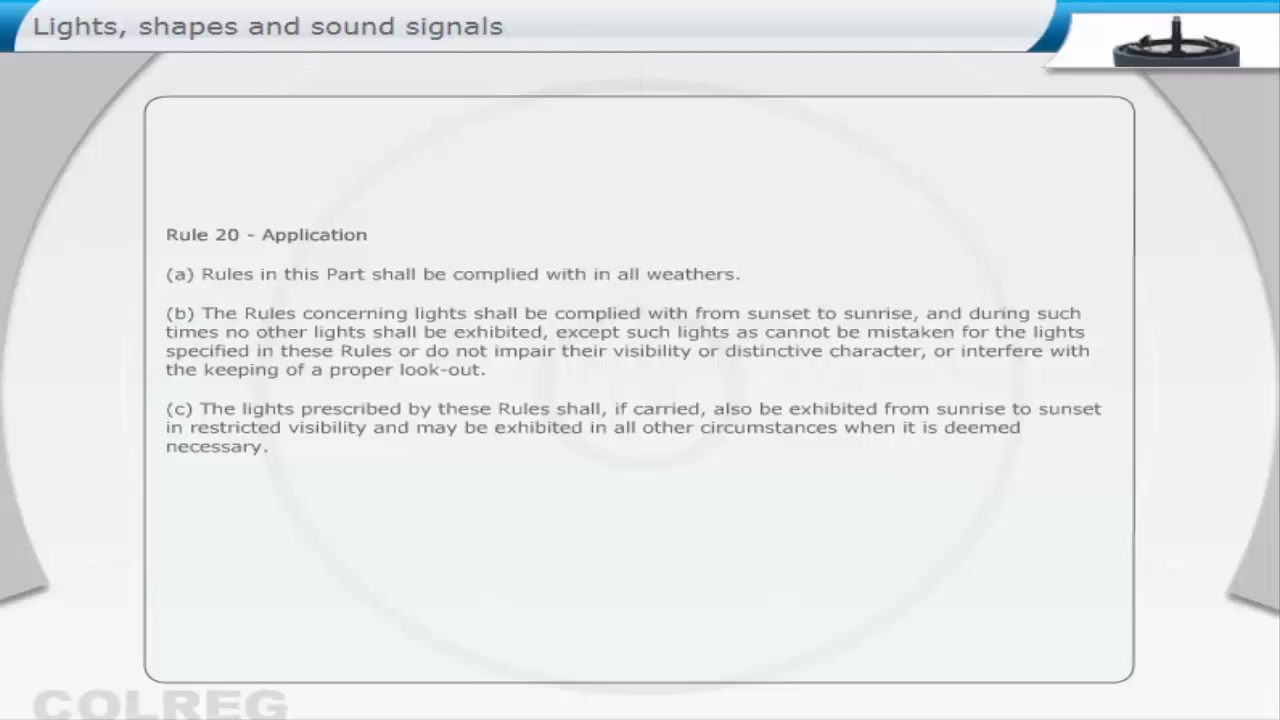 Lights, shapes and sound signals
Rule 20 - Application
(a) Rules in this Part shall be complied with in all weathers.
(b) The Rules concerning lights shall be complied with from sunset to sunrise, and during such
times no other lights shall be exhibited, except such lights as cannot be mistaken for the lights
specified in these Rules or do not impair their visibility or distinctive character, or interfere with
the keeping of a proper look-out.
(c) The lights prescribed by these Rules shall, if carried, also be exhibited from sunrise to sunset
in restricted visibility and may be exhibited in all other circumstances when it is deemed
necessary.
COLREG